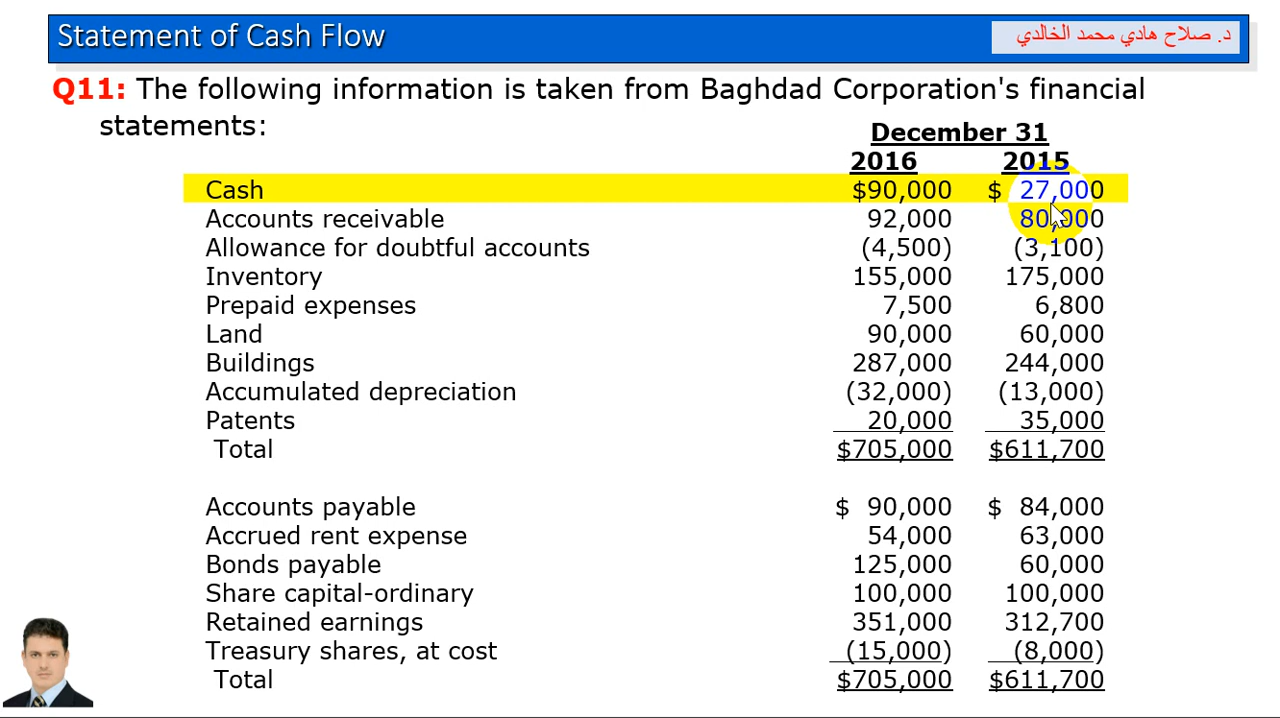 Statement of Cash Flow
د. صلاح هادي محمد الخالدي
Q11: The following information is taken from Baghdad Corporation's financial
statements:
December 31
2016 2015
Cash $90,000 $ 27,000
Accounts receivable 92,000 80,000
Allowance for doubtful accounts (4,500) (3,100)
Inventory 155,000 175,000
Prepaid expenses 7,500 6,800
Land 90,000 60,000
Buildings 287,000 244,000
Accumulated depreciation (32,000) (13,000)
Patents 20,000 35,000
Total $705,000 $611,700
Accounts payable $ 90,000 $ 84,000
Accrued rent expense 54,000 63,000
Bonds payable 125,000 60,000
Share capital-ordinary 100,000 100,000
Retained earnings 351,000 312,700
Treasury shares, at cost (15,000) (8,000)
Total $705,000 $611,700